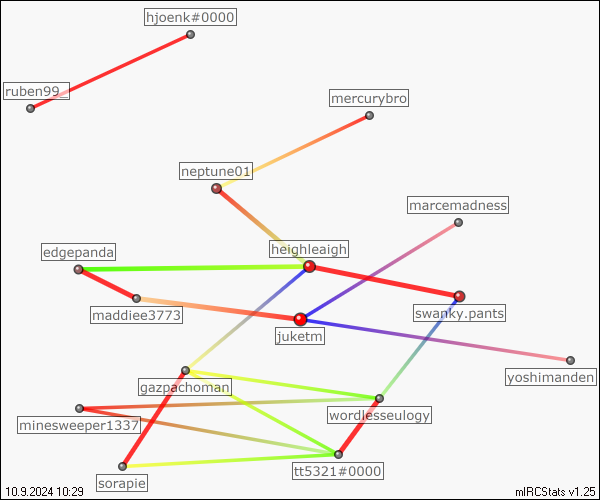 hjoenk#0000
ruben99_
mercurybro
neptune01
marcemadness
heighleaigh
edgepanda
swanky.pants
maddiee3773
juketm
yoshimanden
gazpachoman
wordlesseulogy
minesweeper1337
tt5321#0000
sorapie
10.9.2024 10:29
mIRCStats v1.25